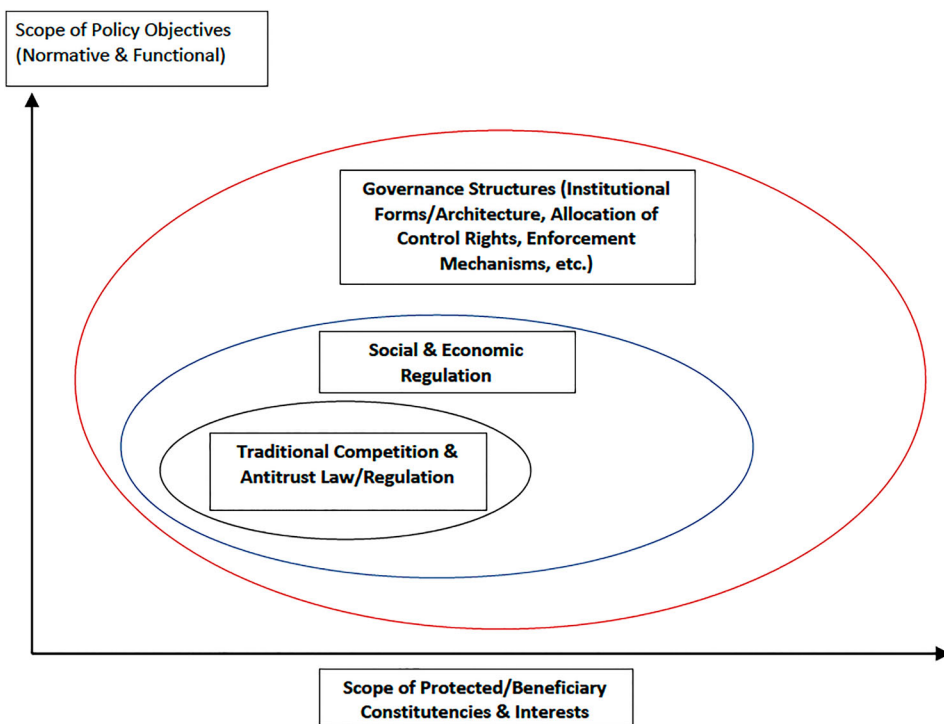 Scope of Policy Objectives
(Normative & Functional)
Governance Structures (Institutional
Forms/Architecture, Allocation of
Control Rights, Enforcement
Mechanisms, etc.)
Social & Economic
Regulation
Traditional Competition &
Antitrust Law/Regulation
Scope of Protected/Beneficiary
Constitutencies & Interests